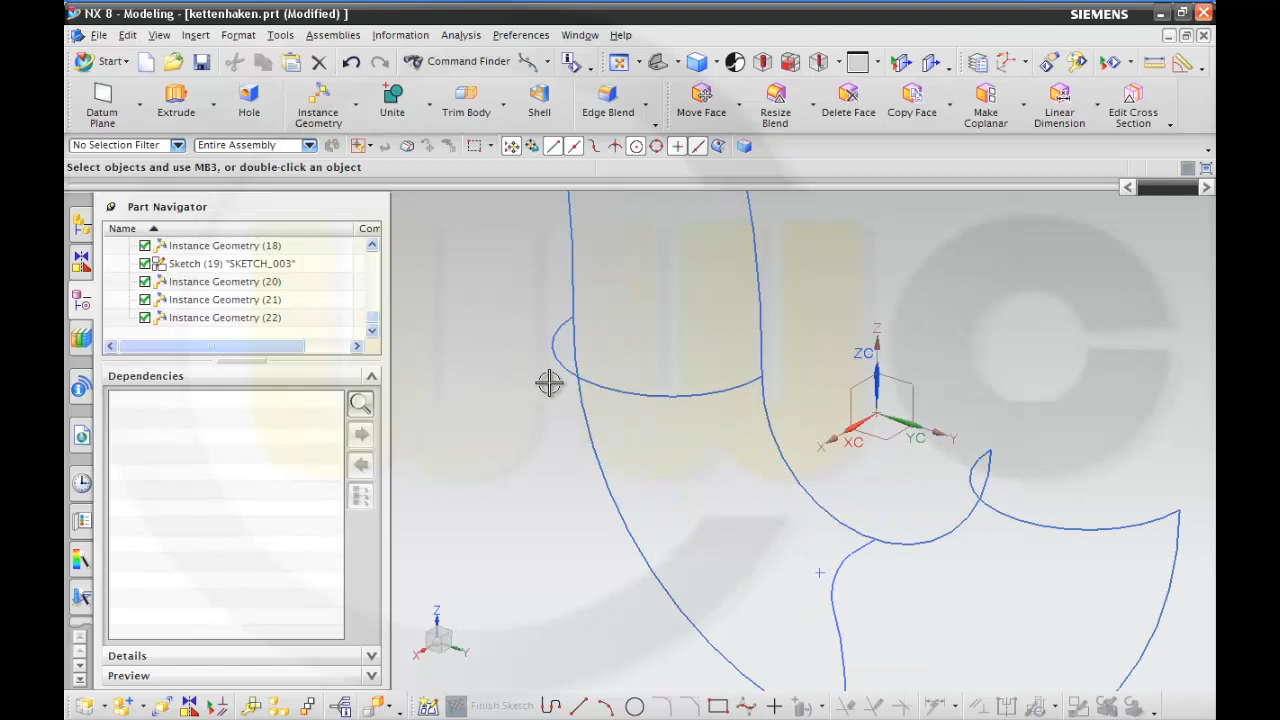 NX 8 - Modeling - [kettenhaken.prt (Modified) ]
SIEMENS
File Edit View Insert Format Tools Assemblies Information Analysis Preferences Window Help
Start Command Finder
Datum Plane Extrude Hole Instance Geometry Unite Trim Body Shell Edge Blend Move Face Resize Blend Delete Face Copy Face Make Coplanar Linear Dimension Edit Cross Section
No Selection Filter Entire Assembly
Select objects and use MB3, or double-click an object
Part Navigator
Name Com
Instance Geometry (18)
Sketch (19) "SKETCH_003"
Instance Geometry (20)
Instance Geometry (21)
Instance Geometry (22)
Dependencies
Z
ZC
X XC YC Y
Z
X Y
Details
Preview
Finish Sketch